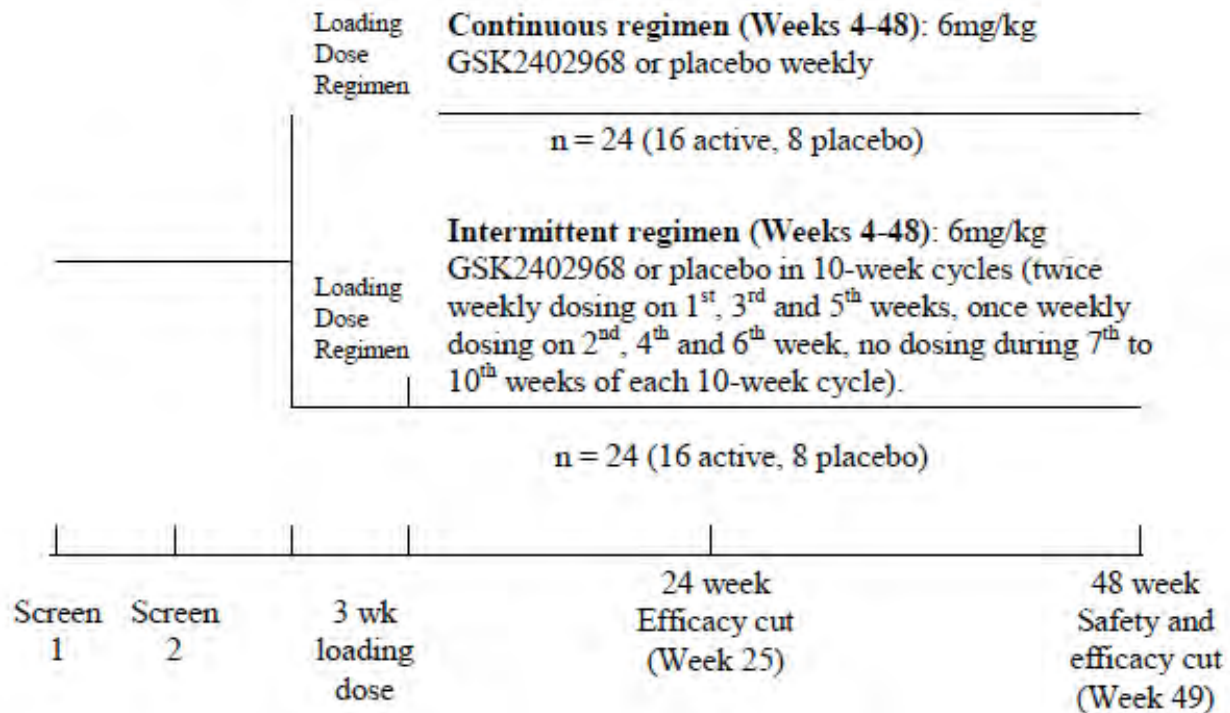 Loading
Dose
Regimen
Continuous regimen (Weeks 4-48): 6mg/kg
GSK2402968 or placebo weekly
n = 24 (16 active, 8 placebo)
Loading
Dose
Regimen
Intermittent regimen (Weeks 4-48): 6mg/kg
GSK2402968 or placebo in 10-week cycles (twice
weekly dosing on 1st, 3rd and 5th weeks, once weekly
dosing on 2nd, 4th and 6th week, no dosing during 7th to
10th weeks of each 10-week cycle).
n = 24 (16 active, 8 placebo)
Screen
1
Screen
2
3 wk
loading
dose
24 week
Efficacy cut
(Week 25)
48 week
Safety and
efficacy cut
(Week 49)